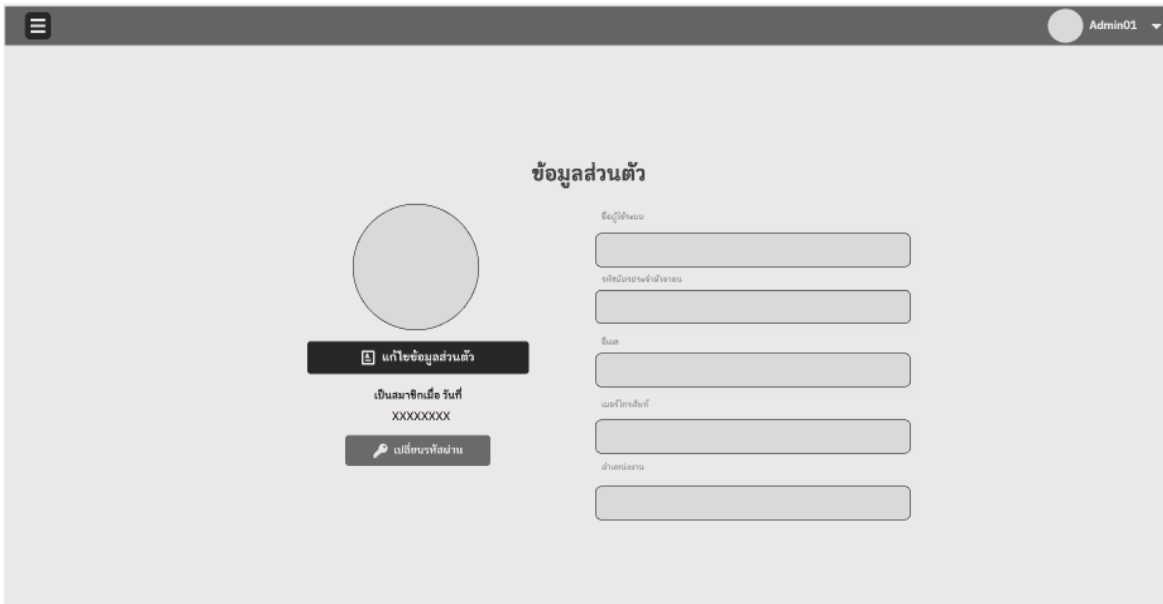 Admin01
ข้อมูลส่วนตัว
ชื่อผู้ใช้ระบบ
รหัสบัตรประจำตัวประชาชน
อีเมล
แก้ไขข้อมูลส่วนตัว
เป็นสมาชิกเมื่อ วันที่
XXXXXXXX
เบอร์โทรศัพท์
เปลี่ยนรหัสผ่าน
ตำแหน่งงาน